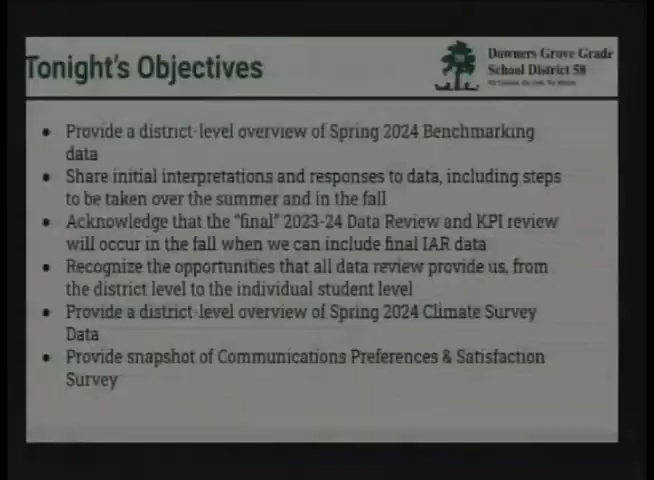 Tonight's Objectives
Downers Grove Grade
School District 58
● Provide a district-level overview of Spring 2024 Benchmarking
data
● Share initial interpretations and responses to data, including steps
to be taken over the summer and in the fall
● Acknowledge that the "final" 2023-24 Data Review and KPI review
will occur in the fall when we can include final IAR data
● Recognize the opportunities that all data review provide us, from
the district level to the individual student level
● Provide a district-level overview of Spring 2024 Climate Survey
Data
● Provide snapshot of Communications Preferences & Satisfaction
Survey